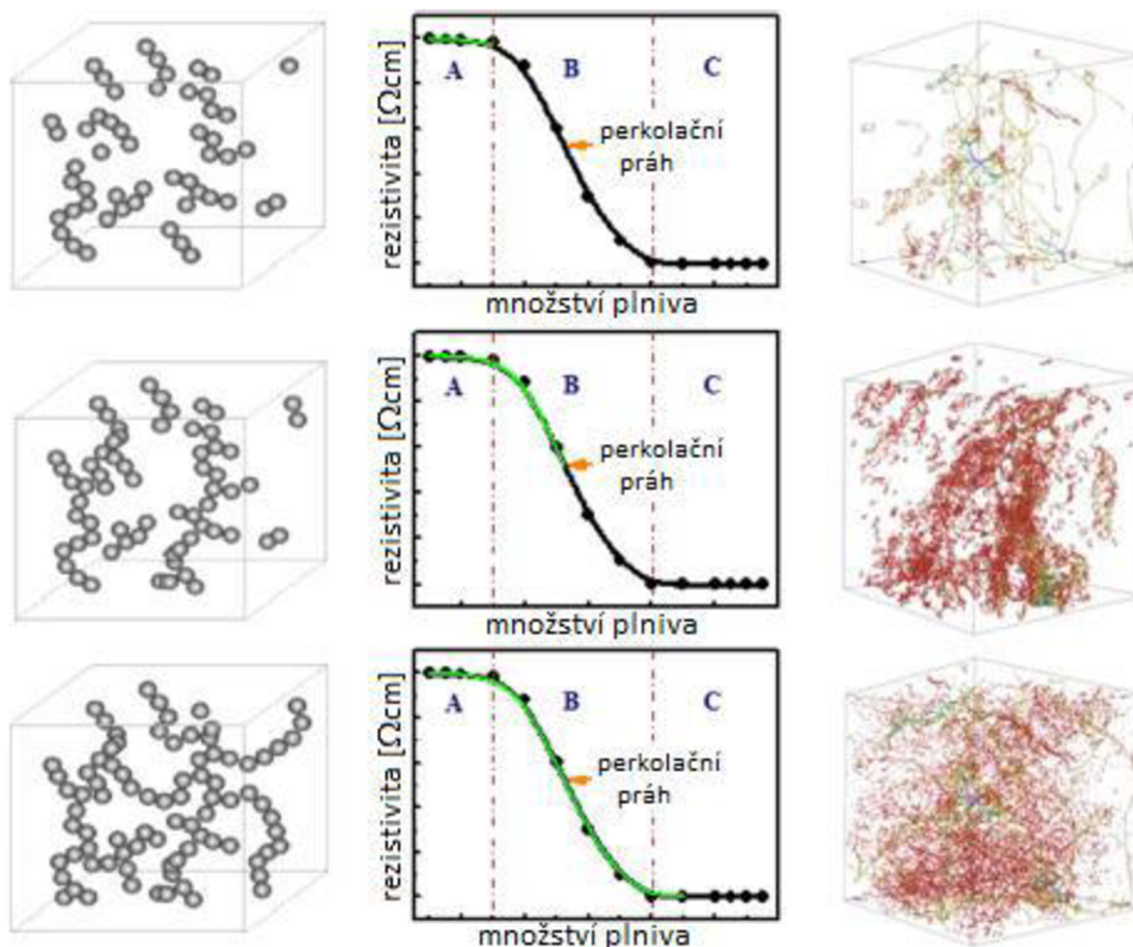 A B C
perkolační
práh
rezistivita [Ωcm]
množství plniva
A B C
perkolační
práh
rezistivita [Ωcm]
množství plniva
A B C
perkolační
práh
rezistivita [Ωcm]
množství plniva